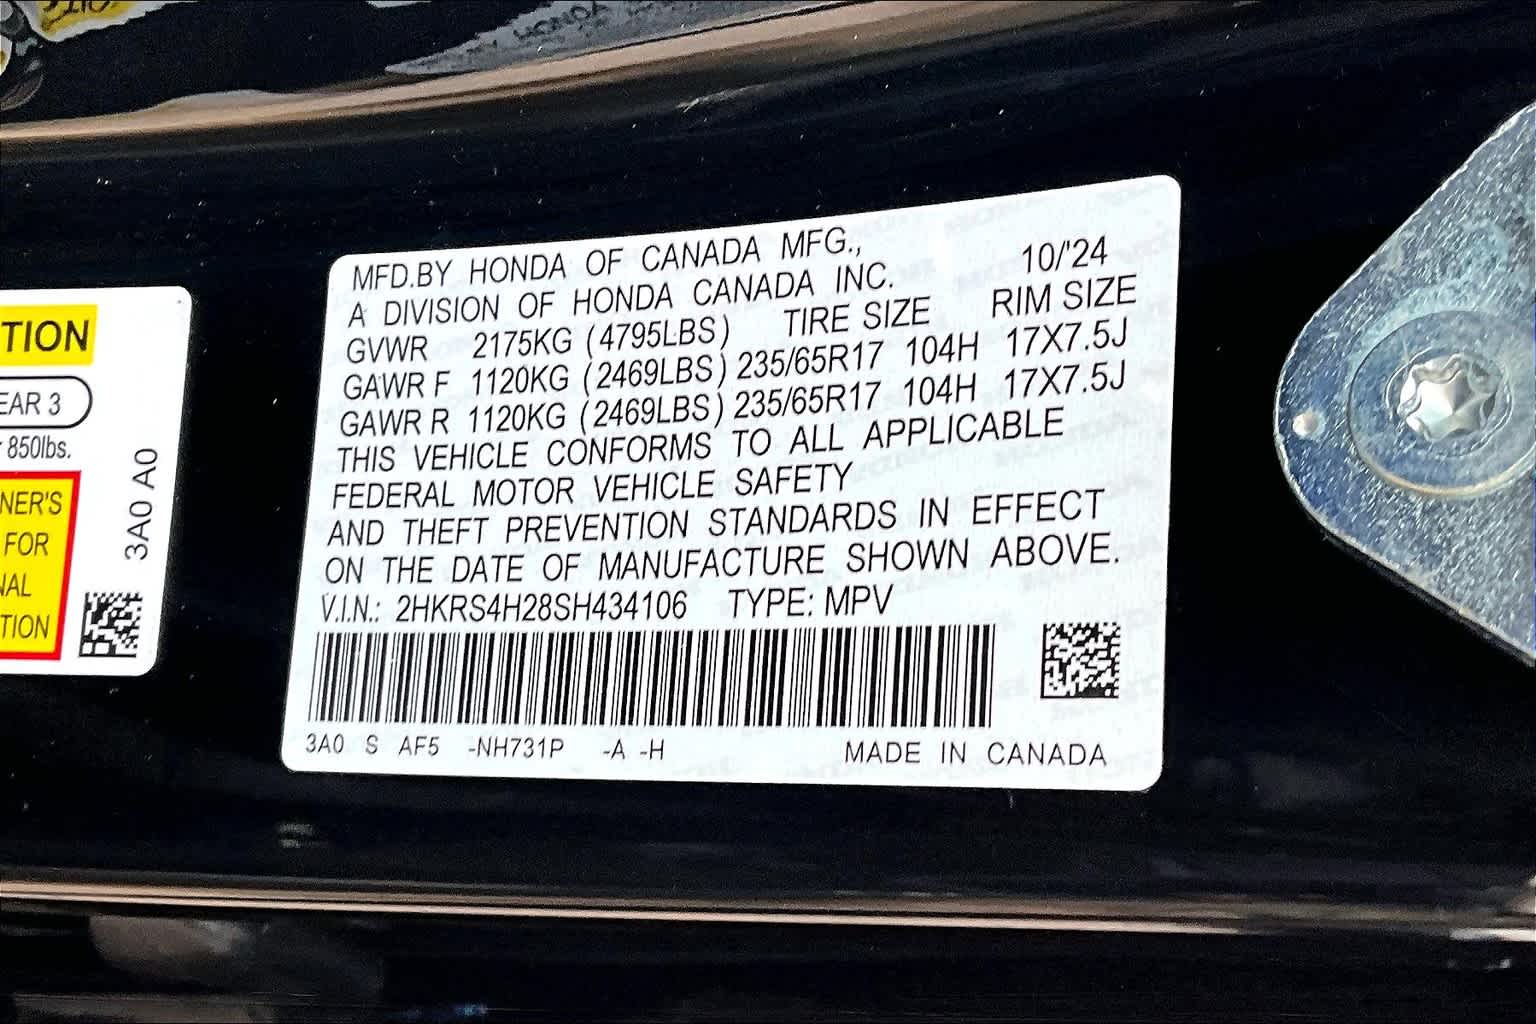 HONDA
TION
EAR 3
850lbs.
NER'S
FOR
NAL
TION
3A0 A0
MFD.BY HONDA OF CANADA MFG., 10/'24
A DIVISION OF HONDA CANADA INC.
GVWR 2175KG (4795LBS) TIRE SIZE RIM SIZE
GAWR F 1120KG (2469LBS) 235/65R17 104H 17X7.5J
GAWR R 1120KG (2469LBS) 235/65R17 104H 17X7.5J
THIS VEHICLE CONFORMS TO ALL APPLICABLE
FEDERAL MOTOR VEHICLE SAFETY
AND THEFT PREVENTION STANDARDS IN EFFECT
ON THE DATE OF MANUFACTURE SHOWN ABOVE.
V.I.N.: 2HKRS4H28SH434106 TYPE: MPV
3A0 S AF5 -NH731P -A -H MADE IN CANADA